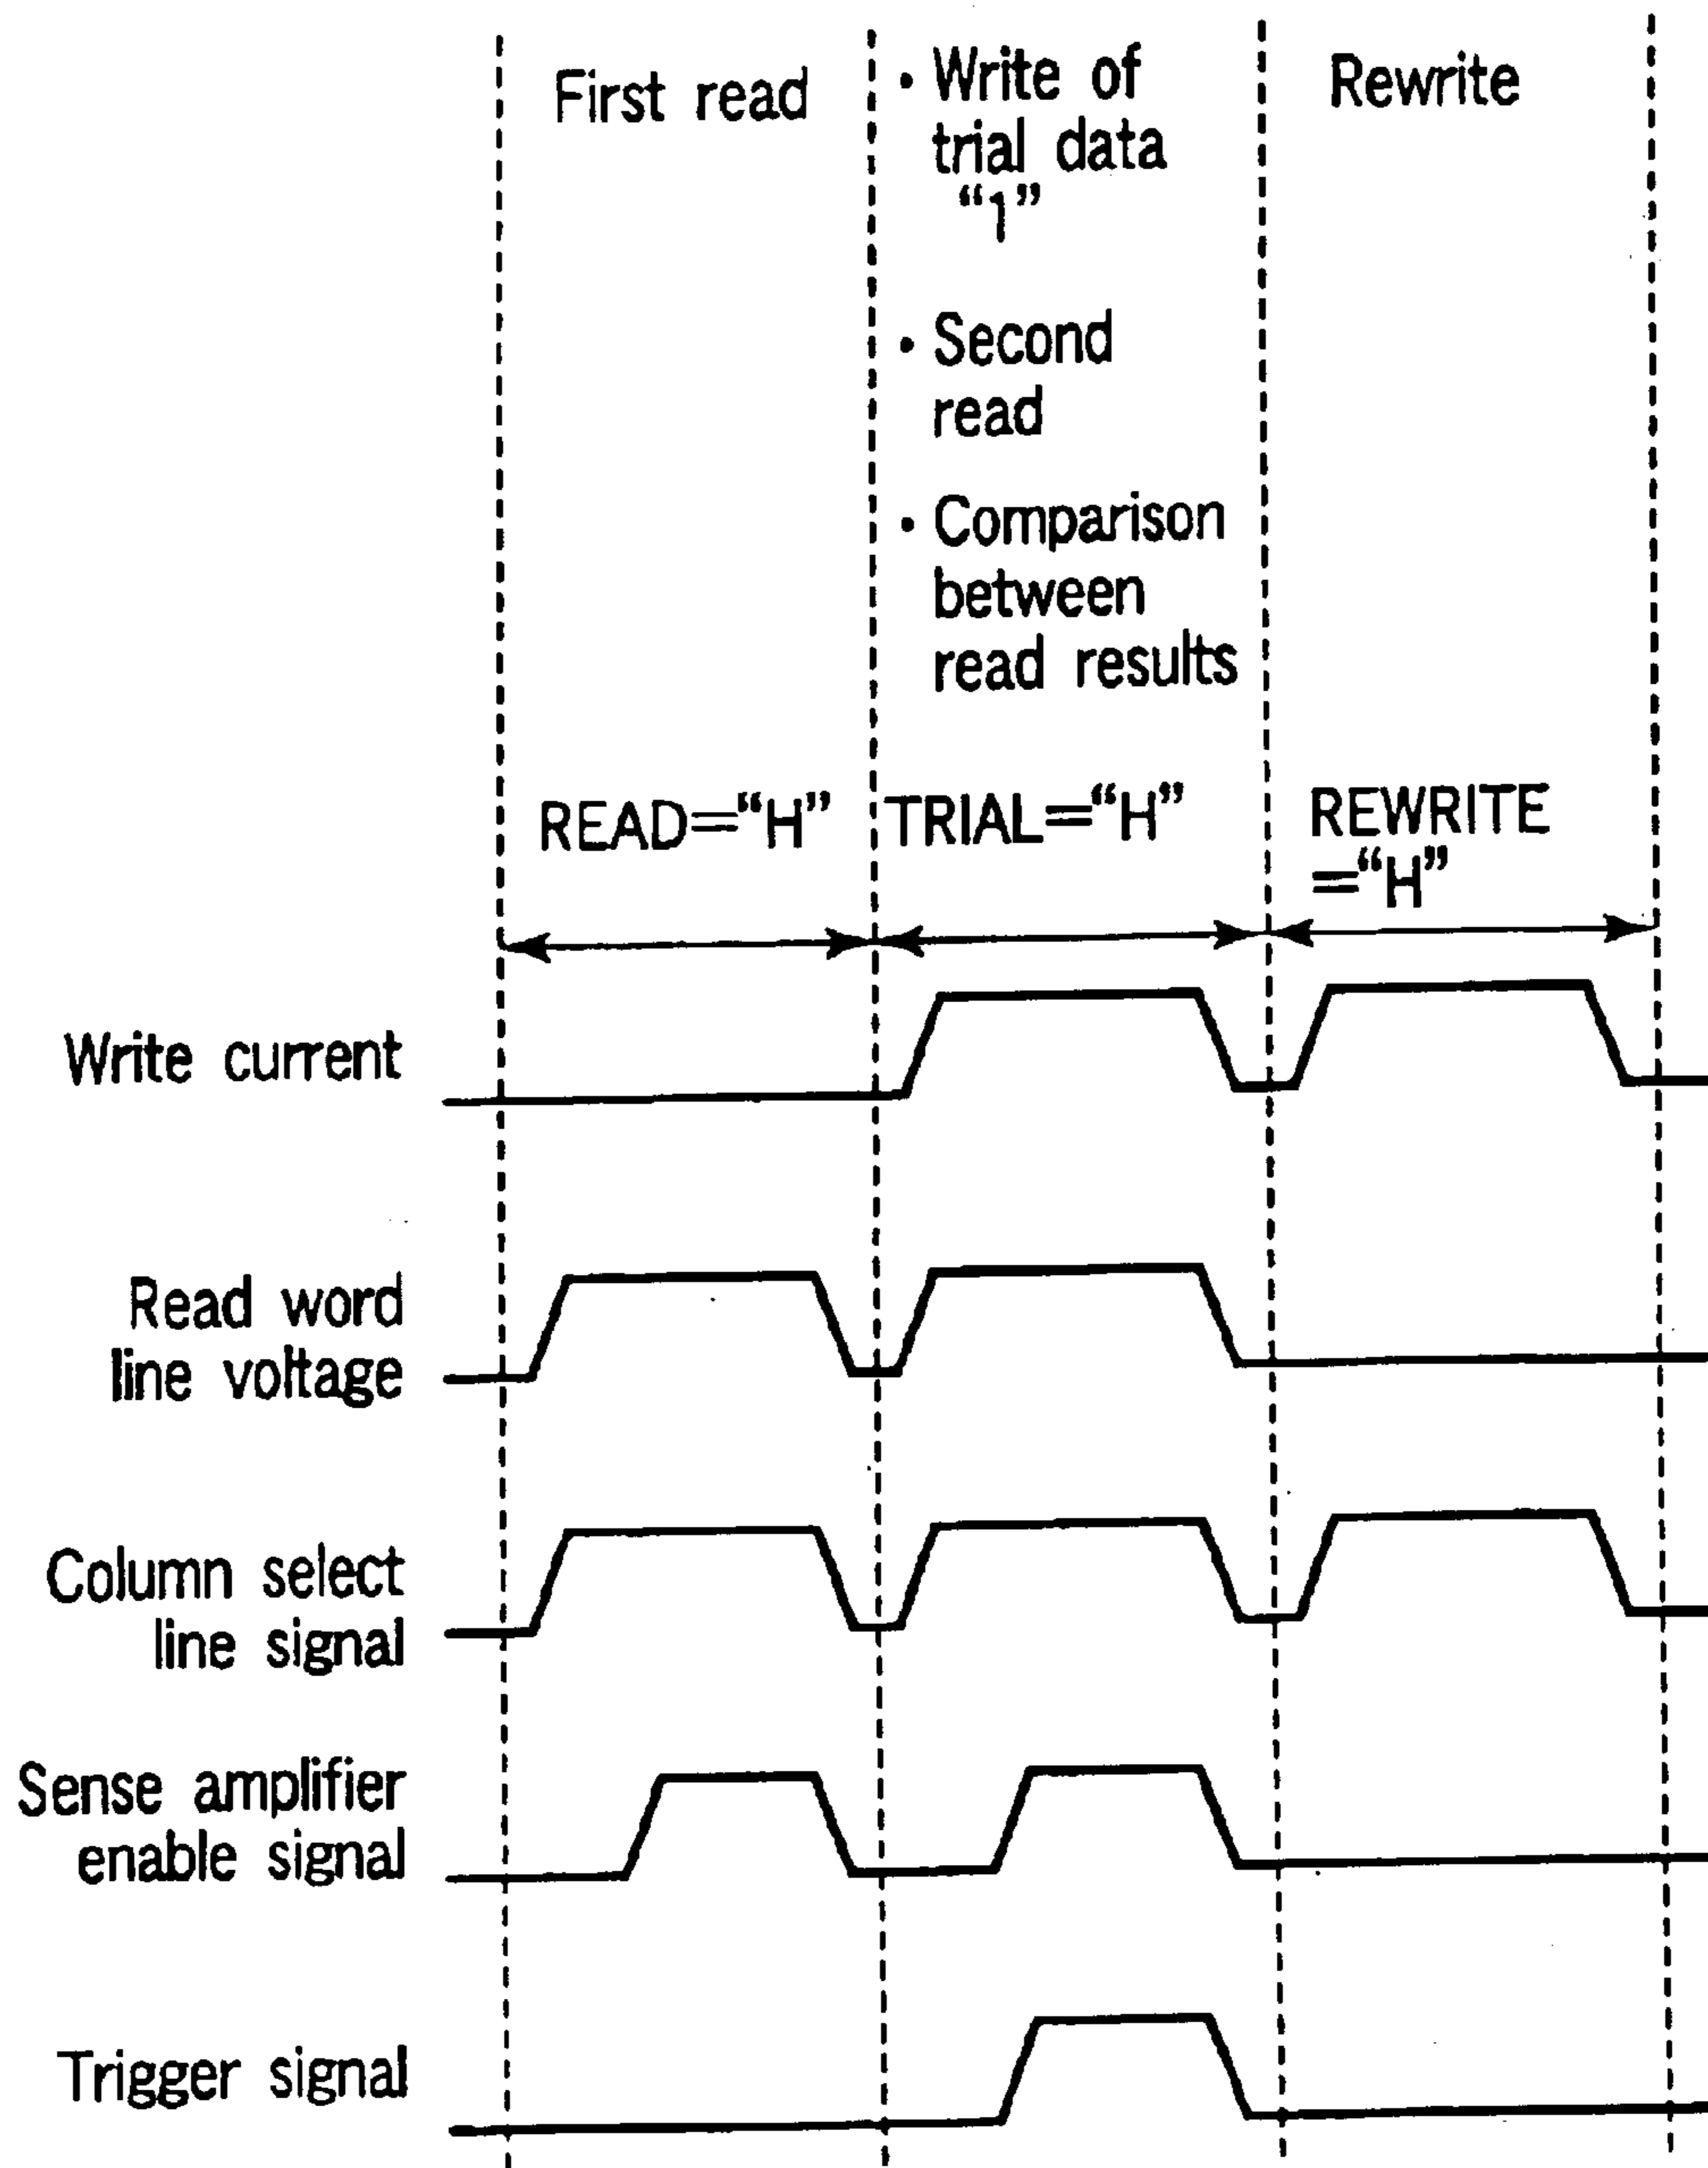 First read
• Write of
trial data
“1”
• Second
read
• Comparison
between
read results
Rewrite
READ=“H”
TRIAL=“H”
REWRITE
=“H”
Write current
Read word
line voltage
Column select
line signal
Sense amplifier
enable signal
Trigger signal